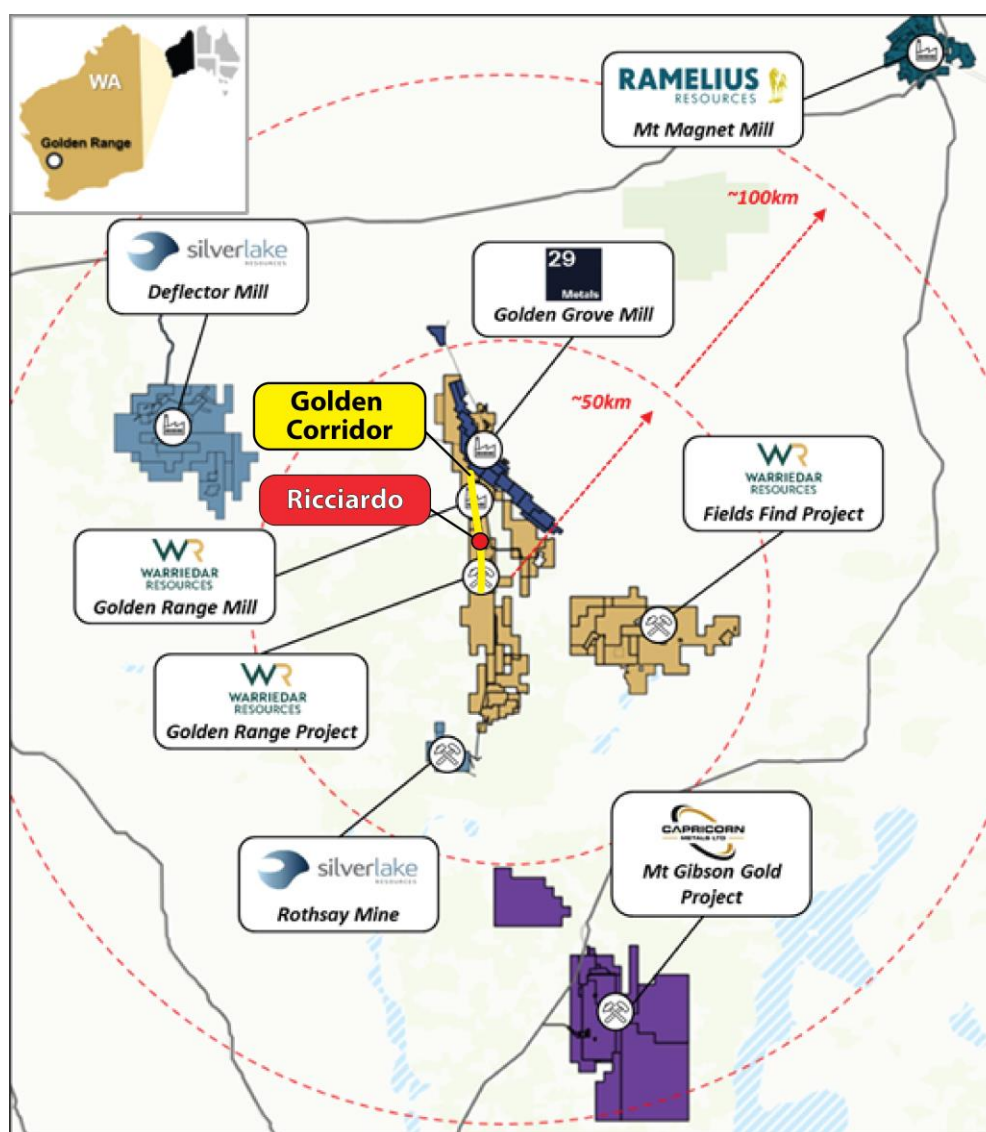 WA
Golden Range
RAMELIUS
RESOURCES
Mt Magnet Mill
~100km
silverlake
RESOURCES
Deflector Mill
29
Metals
Golden Grove Mill
~50km
Golden
Corridor
Ricciardo
WR
WARRIEDAR
RESOURCES
Fields Find Project
WR
WARRIEDAR
RESOURCES
Golden Range Mill
WR
WARRIEDAR
RESOURCES
Golden Range Project
CAPRICORN
METALS LTD
Mt Gibson Gold
Project
silverlake
RESOURCES
Rothsay Mine